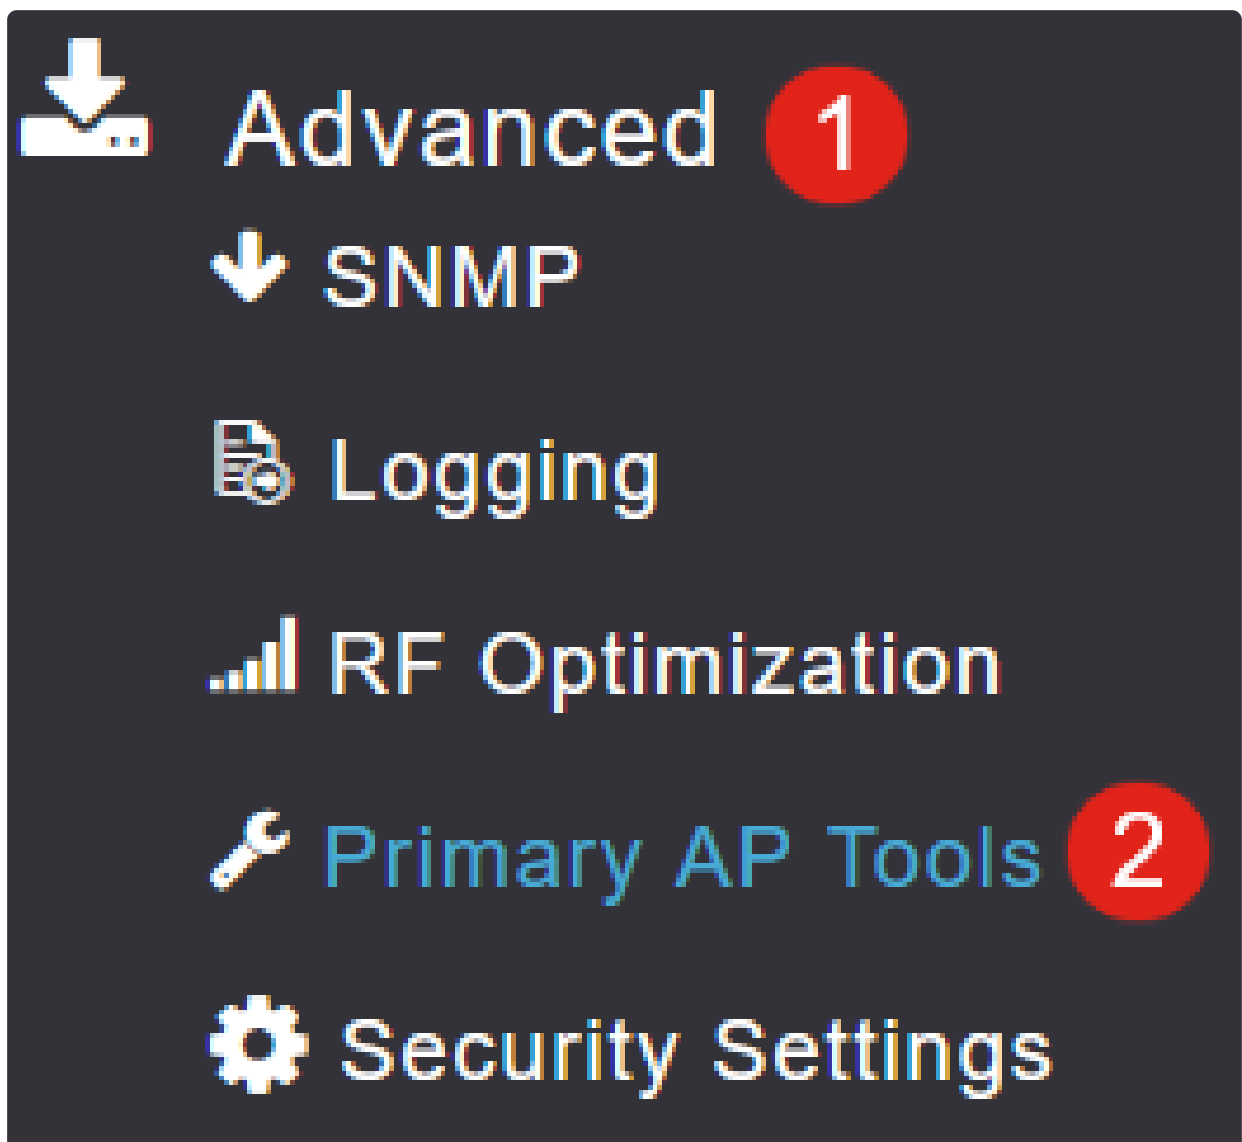 Advanced 1
SNMP
Logging
RF Optimization
Primary AP Tools 2
Security Settings